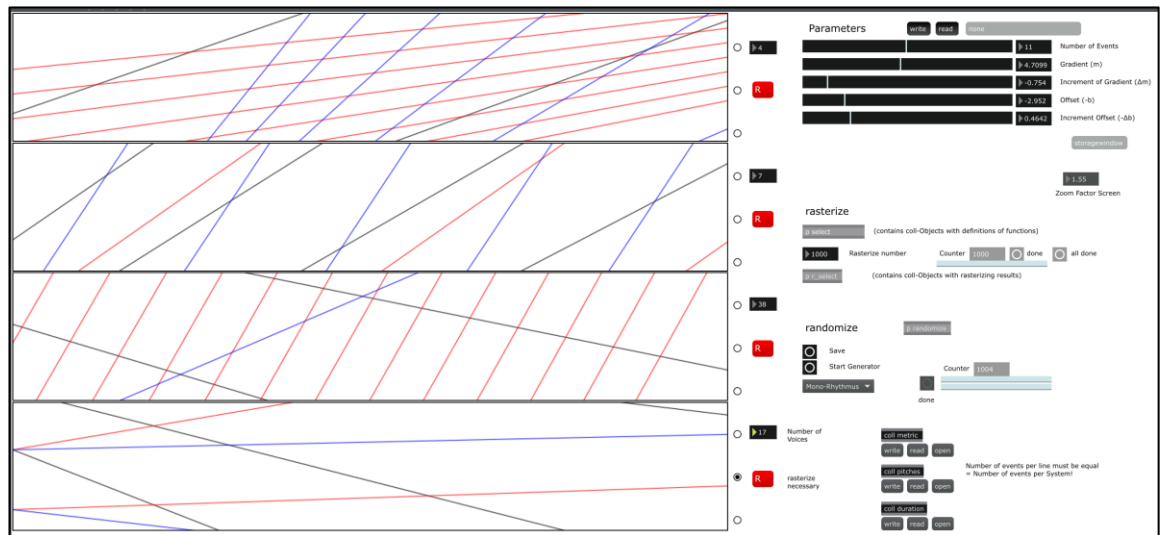 Parameters
write read none
4
11 Number of Events
4.7099 Gradient (m)
R
-0.754 Increment of Gradient (Δm)
-2.952 Offset (-b)
0.4642 Increment Offset (-Δb)
storagewindow
7
1.55
Zoom Factor Screen
rasterize
R
p select (contains coll-Objects with definitions of functions)
1000 Rasterize number Counter 1000 done all done
p r_select (contains coll-Objects with rasterizing results)
38
randomize p randomize
R
Save
Start Generator
Counter 1004
Mono-Rhythmus
done
17 Number of
Voices
coll metric
write read open
R
rasterize
necessary
coll pitches
write read open
Number of events per line must be equal
= Number of events per System!
coll duration
write read open